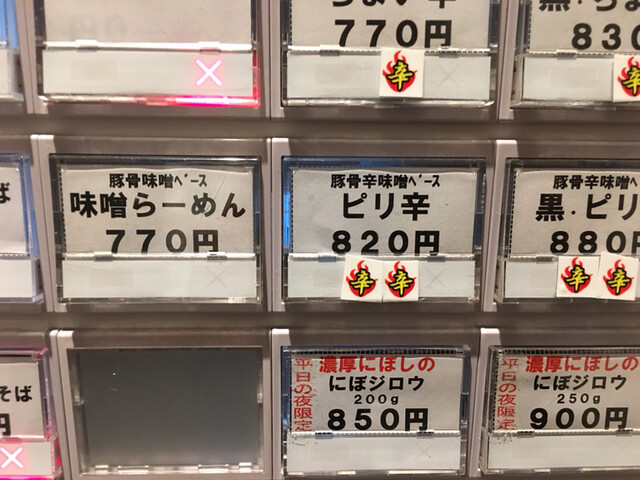 770円
辛
830
×
豚骨味噌ベース
味噌らーめん
770円
豚骨辛味噌ベース
ピリ辛
820円
辛 辛
豚骨辛味噌ベース
黒・ピリ
880円
辛 辛
そば
円
×
平日の夜限定
濃厚にぼしの
にぼジロウ
200g
850円
平日の夜限定
濃厚にぼしの
にぼジロウ
250g
900円